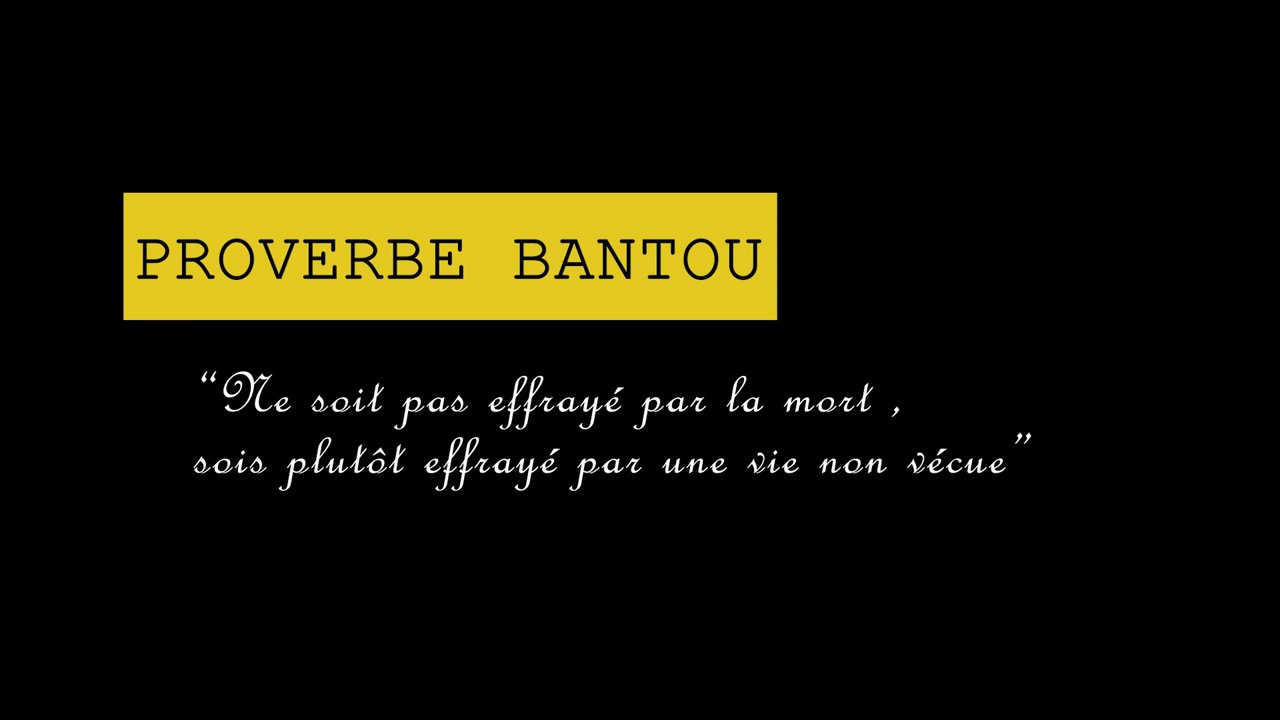 PROVERBE BANTOU
“Ne soit pas effrayé par la mort ,
sois plutôt effrayé par une vie non vécue”